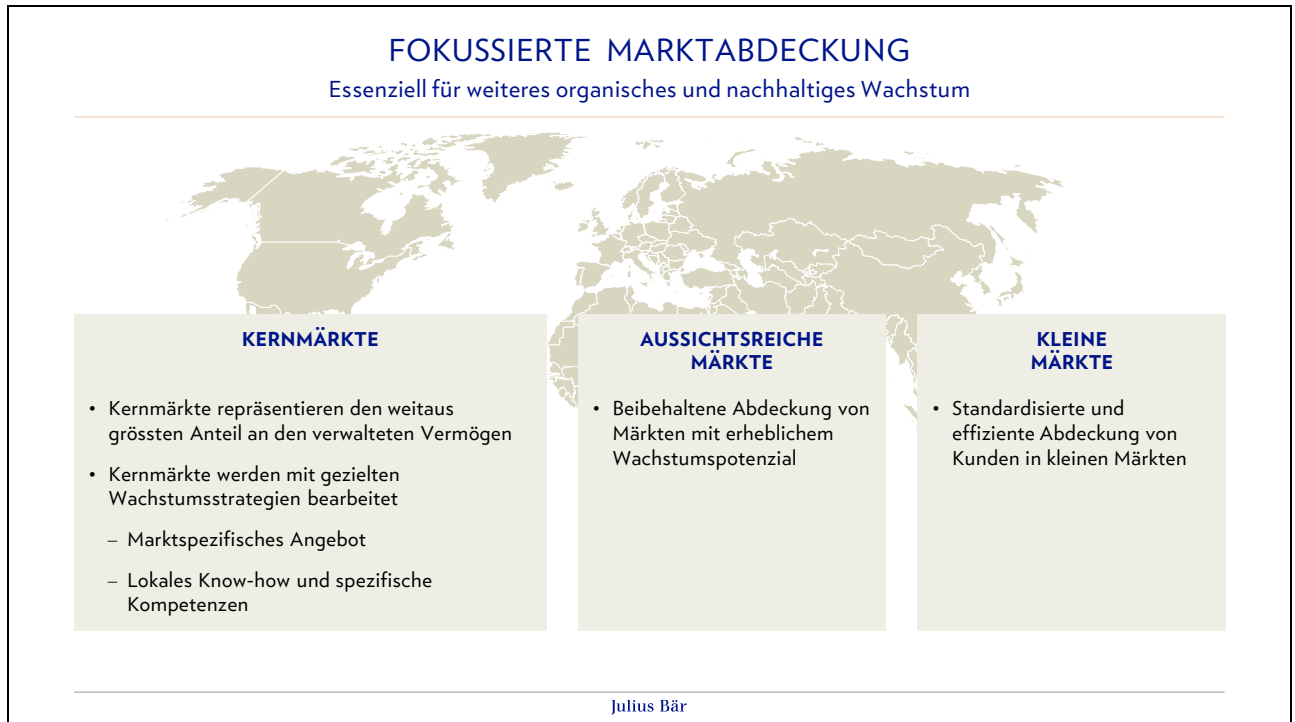 FOKUSSIERTE MARKTABDECKUNG
Essenziell für weiteres organisches und nachhaltiges Wachstum
KERNMÄRKTE
• Kernmärkte repräsentieren den weitaus
grössten Anteil an den verwalteten Vermögen
• Kernmärkte werden mit gezielten
Wachstumsstrategien bearbeitet
– Marktspezifisches Angebot
– Lokales Know-how und spezifische
Kompetenzen
AUSSICHTSREICHE
MÄRKTE
• Beibehaltene Abdeckung von
Märkten mit erheblichem
Wachstumspotenzial
KLEINE
MÄRKTE
• Standardisierte und
effiziente Abdeckung von
Kunden in kleinen Märkten
Julius Bär